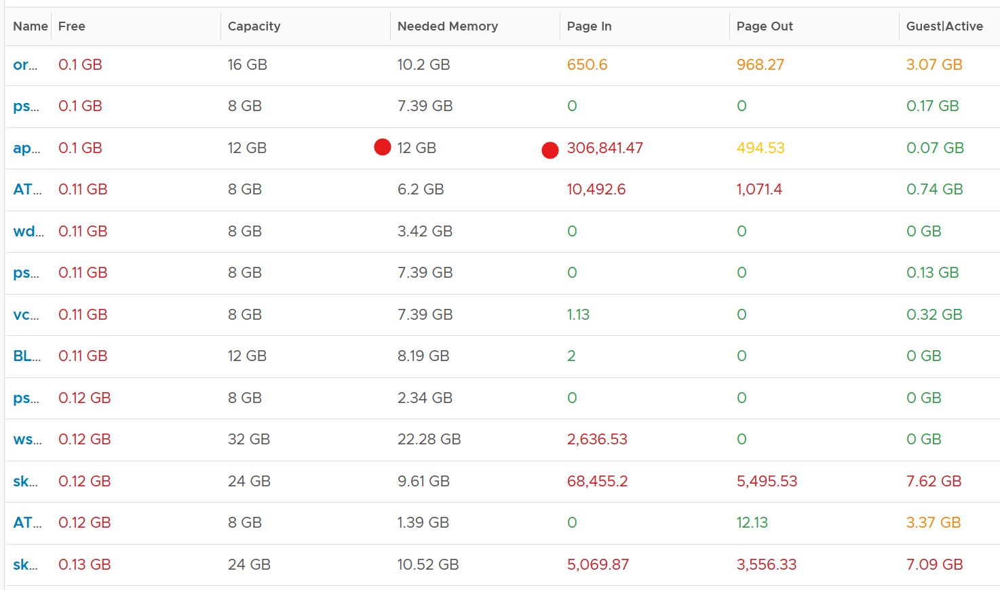 Name Free Capacity Needed Memory Page In Page Out Guest|Active
or... 0.1 GB 16 GB 10.2 GB 650.6 968.27 3.07 GB
ps... 0.1 GB 8 GB 7.39 GB 0 0 0.17 GB
ap... 0.1 GB 12 GB 12 GB 306,841.47 494.53 0.07 GB
AT... 0.11 GB 8 GB 6.2 GB 10,492.6 1,071.4 0.74 GB
wd... 0.11 GB 8 GB 3.42 GB 0 0 0 GB
ps... 0.11 GB 8 GB 7.39 GB 0 0 0.13 GB
vc... 0.11 GB 8 GB 7.39 GB 1.13 0 0.32 GB
BL... 0.11 GB 12 GB 8.19 GB 2 0 0 GB
ps... 0.12 GB 8 GB 2.34 GB 0 0 0 GB
ws... 0.12 GB 32 GB 22.28 GB 2,636.53 0 0 GB
sk... 0.12 GB 24 GB 9.61 GB 68,455.2 5,495.53 7.62 GB
AT... 0.12 GB 8 GB 1.39 GB 0 12.13 3.37 GB
sk... 0.13 GB 24 GB 10.52 GB 5,069.87 3,556.33 7.09 GB